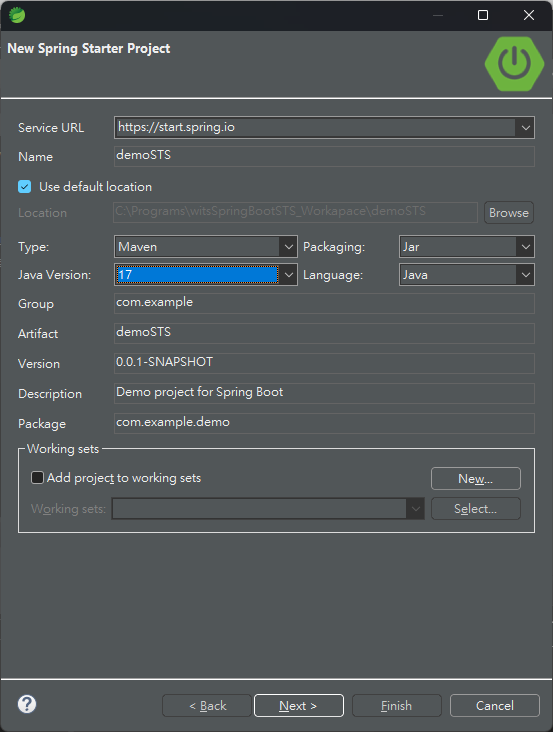 New Spring Starter Project
Service URL https://start.spring.io
Name demoSTS
Use default location
Location C:\Programs\witsSpringBootSTS_Workapace\demoSTS Browse
Type: Maven Packaging: Jar
Java Version: 17 Language: Java
Group com.example
Artifact demoSTS
Version 0.0.1-SNAPSHOT
Description Demo project for Spring Boot
Package com.example.demo
Working sets
Add project to working sets New...
Working sets: Select...
? < Back Next > Finish Cancel